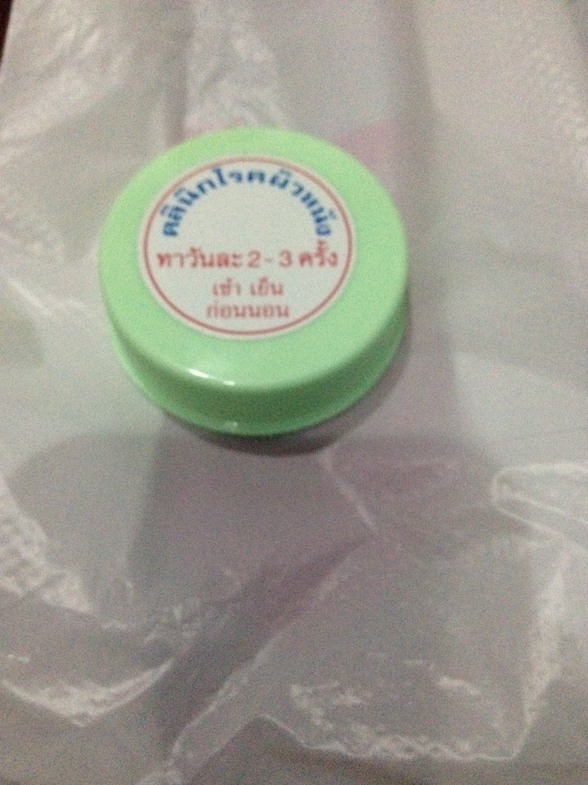 คลินิกโรคผิวหนัง
ทาวันละ 2 - 3 ครั้ง
เช้า เย็น
ก่อนนอน